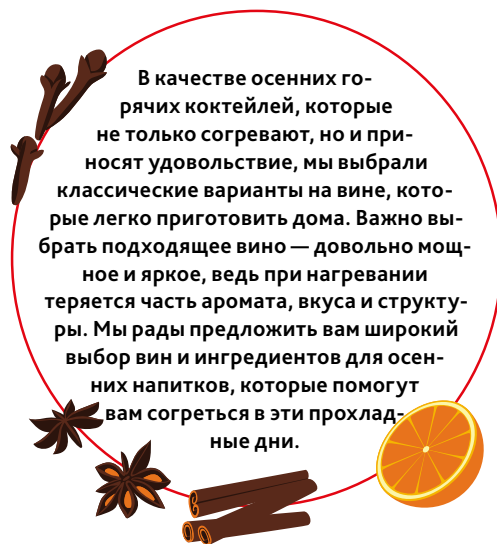 В качестве осенних го-
рячих коктейлей, которые
не только согревают, но и при-
носят удовольствие, мы выбрали
классические варианты на вине, кото-
рые легко приготовить дома. Важно вы-
брать подходящее вино — довольно мощ-
ное и яркое, ведь при нагревании
теряется часть аромата, вкуса и структу-
ры. Мы рады предложить вам широкий
выбор вин и ингредиентов для осен-
них напитков, которые помогут
вам согреться в эти прохлад-
ные дни.